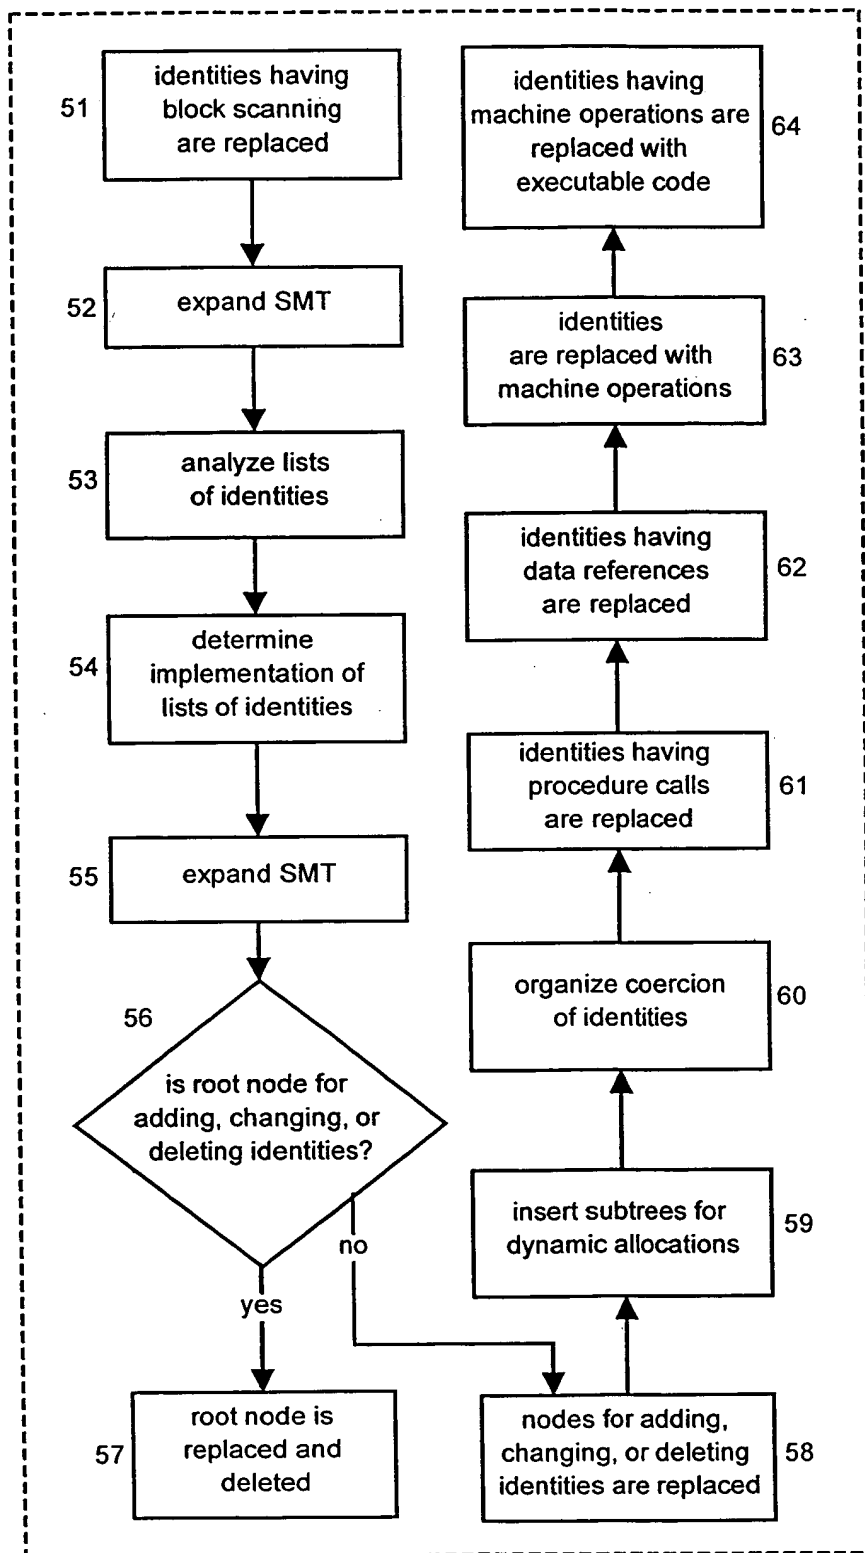 51
identities having
block scanning
are replaced
52
expand SMT
53
analyze lists
of identities
54
determine
implementation of
lists of identities
55
expand SMT
56
is root node for
adding, changing, or
deleting identities?
no
yes
57
root node is
replaced and
deleted
nodes for adding,
changing, or deleting
identities are replaced
58
insert subtrees for
dynamic allocations
59
organize coercion
of identities
60
identities having
procedure calls
are replaced
61
identities having
data references
are replaced
62
identities
are replaced with
machine operations
63
identities having
machine operations are
replaced with
executable code
64